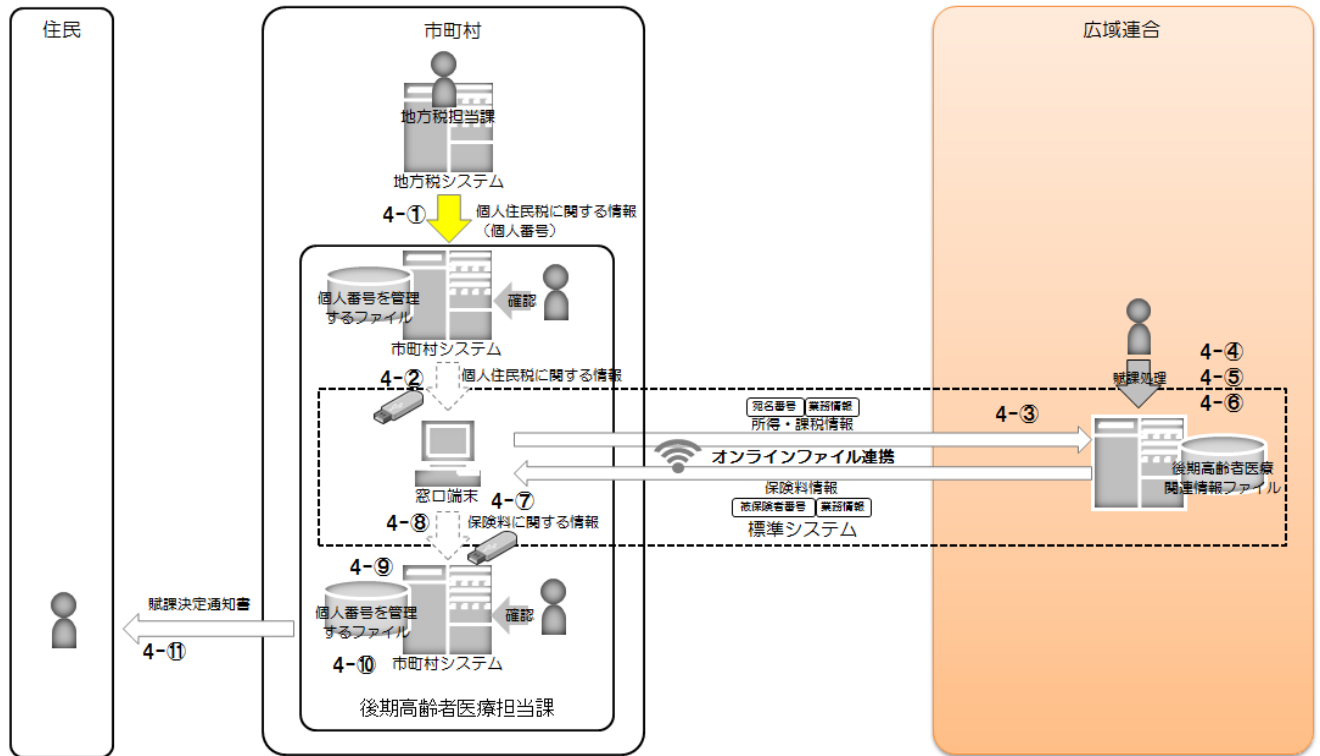 住民
市町村
広域連合
地方税担当課
地方税システム
4-①
個人住民税に関する情報
（個人番号）
個人番号を管理
するファイル
確認
市町村システム
4-②
個人住民税に関する情報
4-④
4-⑤
4-⑥
賦課処理
宛名番号
業務情報
4-③
所得・課税情報
オンラインファイル連携
窓口端末
後期高齢者医療
関連情報ファイル
保険料情報
4-⑦
被保険者番号
業務情報
4-⑧
保険料に関する情報
標準システム
4-⑨
個人番号を管理
するファイル
確認
賦課決定通知書
4-⑪
4-⑩
市町村システム
後期高齢者医療担当課